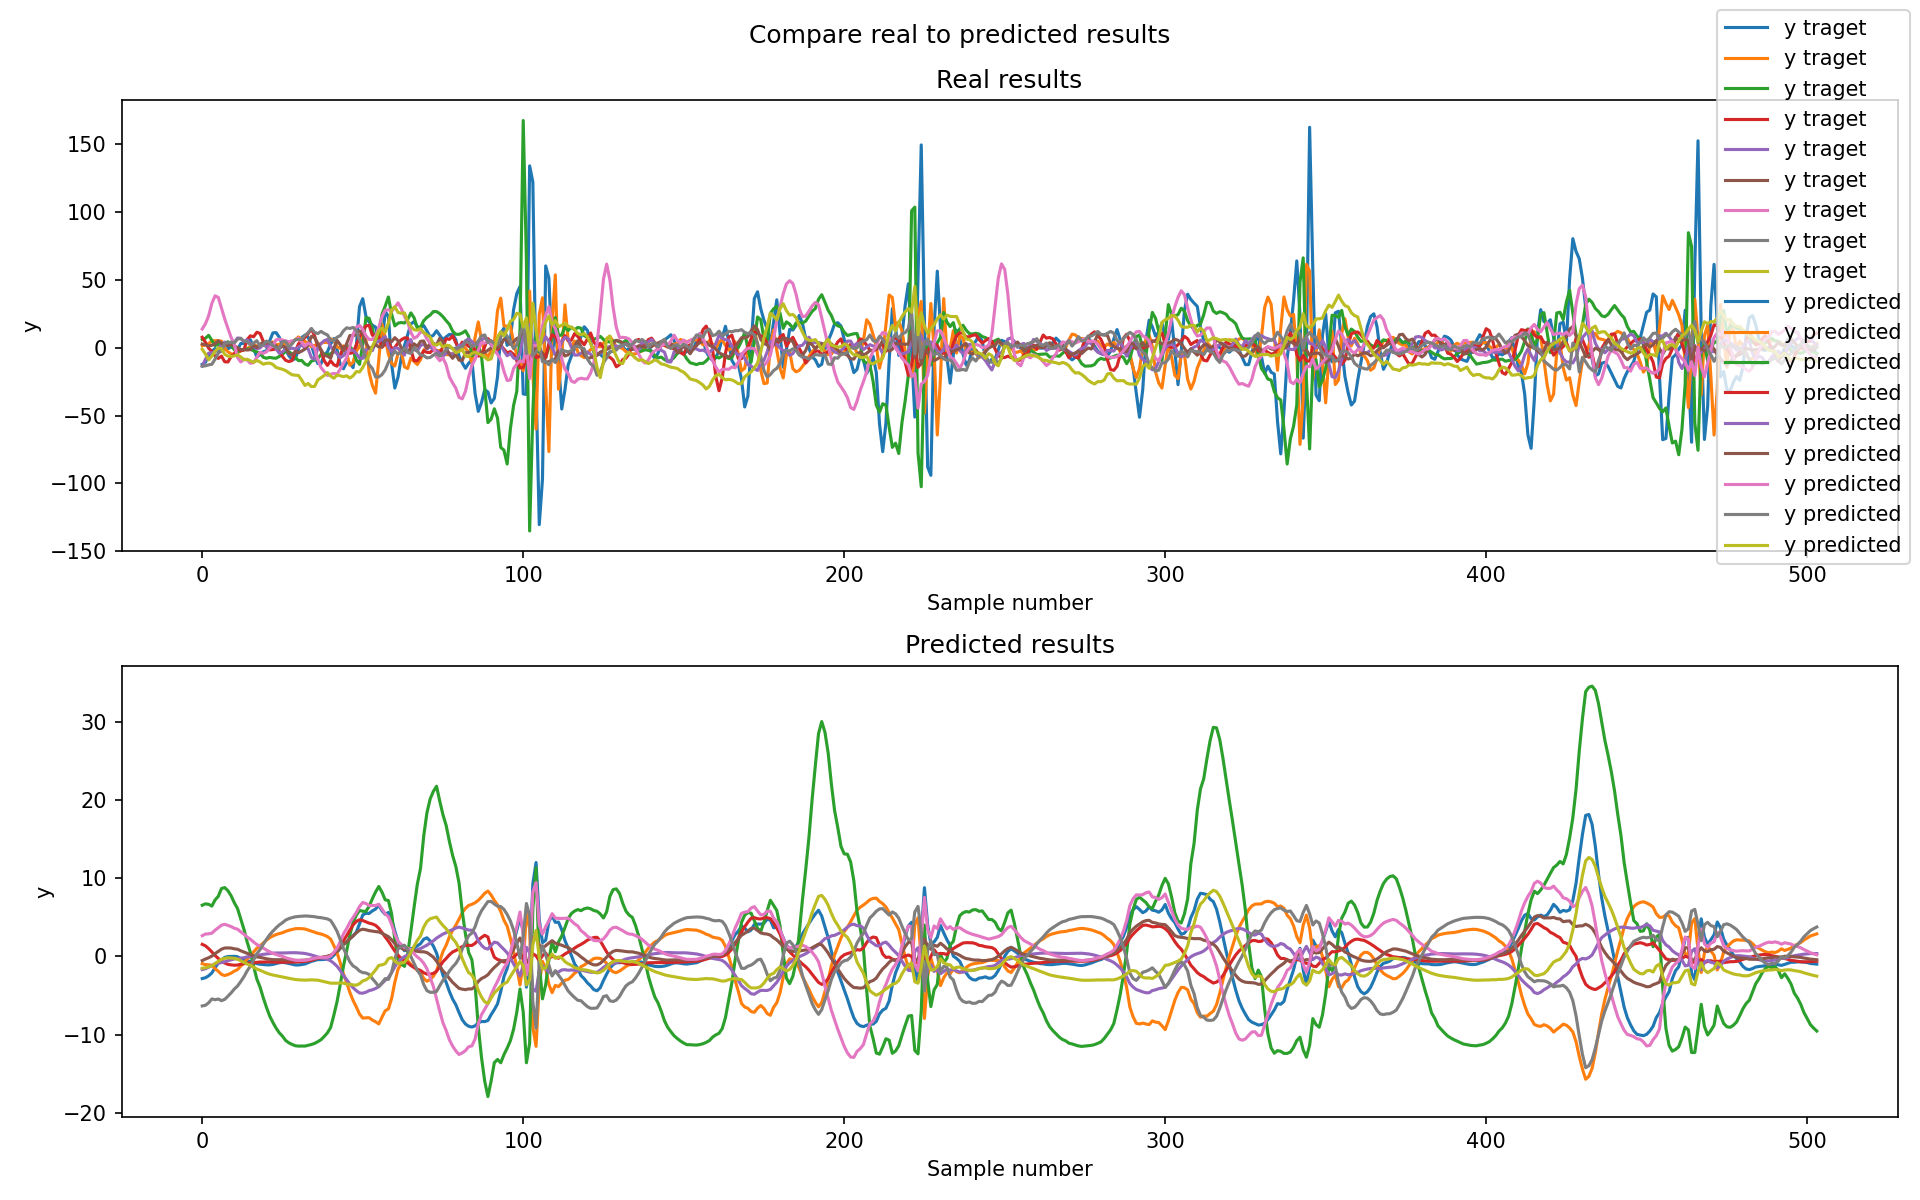 Compare real to predicted results
Real results
y traget
y traget
y traget
y traget
y traget
y traget
y traget
y traget
y traget
y predicted
y predicted
y predicted
y predicted
y predicted
y predicted
y predicted
y predicted
y predicted
150
100
50
0
−50
−100
−150
y
0 100 200 300 400 500
Sample number
Predicted results
30
20
10
0
−10
−20
y
0 100 200 300 400 500
Sample number